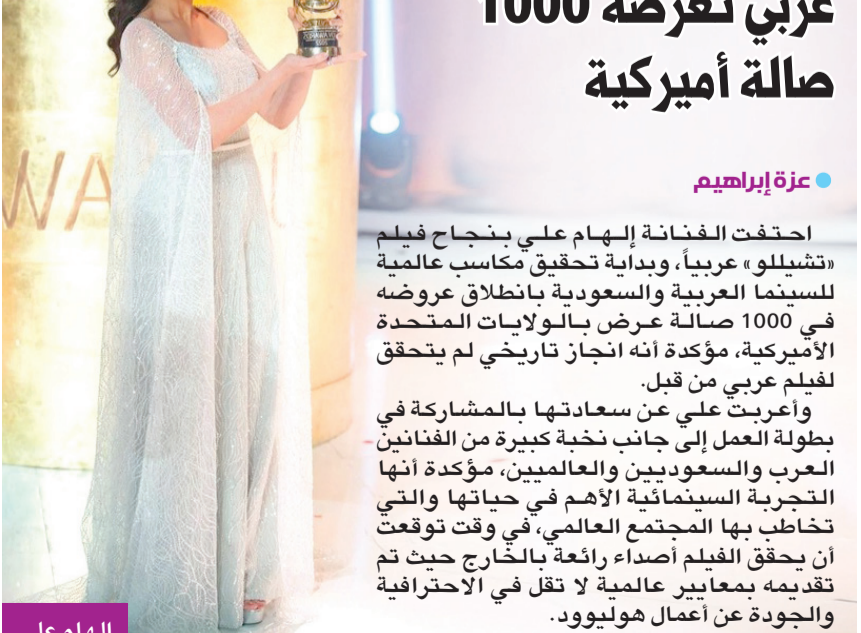 عربي تعرضه 1000
صالة أميركية
عزة إبراهيم
احتفت الفنانة إلهام علي بنجاح فيلم
«تشيللو» عربياً، وبداية تحقيق مكاسب عالمية
للسينما العربية والسعودية بانطلاق عروضه
في 1000 صالة عرض بالولايات المتحدة
الأميركية، مؤكدة أنه انجاز تاريخي لم يتحقق
لفيلم عربي من قبل.
وأعربت علي عن سعادتها بالمشاركة في
بطولة العمل إلى جانب نخبة كبيرة من الفنانين
العرب والسعوديين والعالميين، مؤكدة أنها
التجربة السينمائية الأهم في حياتها والتي
تخاطب بها المجتمع العالمي، في وقت توقعت
أن يحقق الفيلم أصداء رائعة بالخارج حيث تم
تقديمه بمعايير عالمية لا تقل في الاحترافية
والجودة عن أعمال هوليوود.
إلهام علي
WA